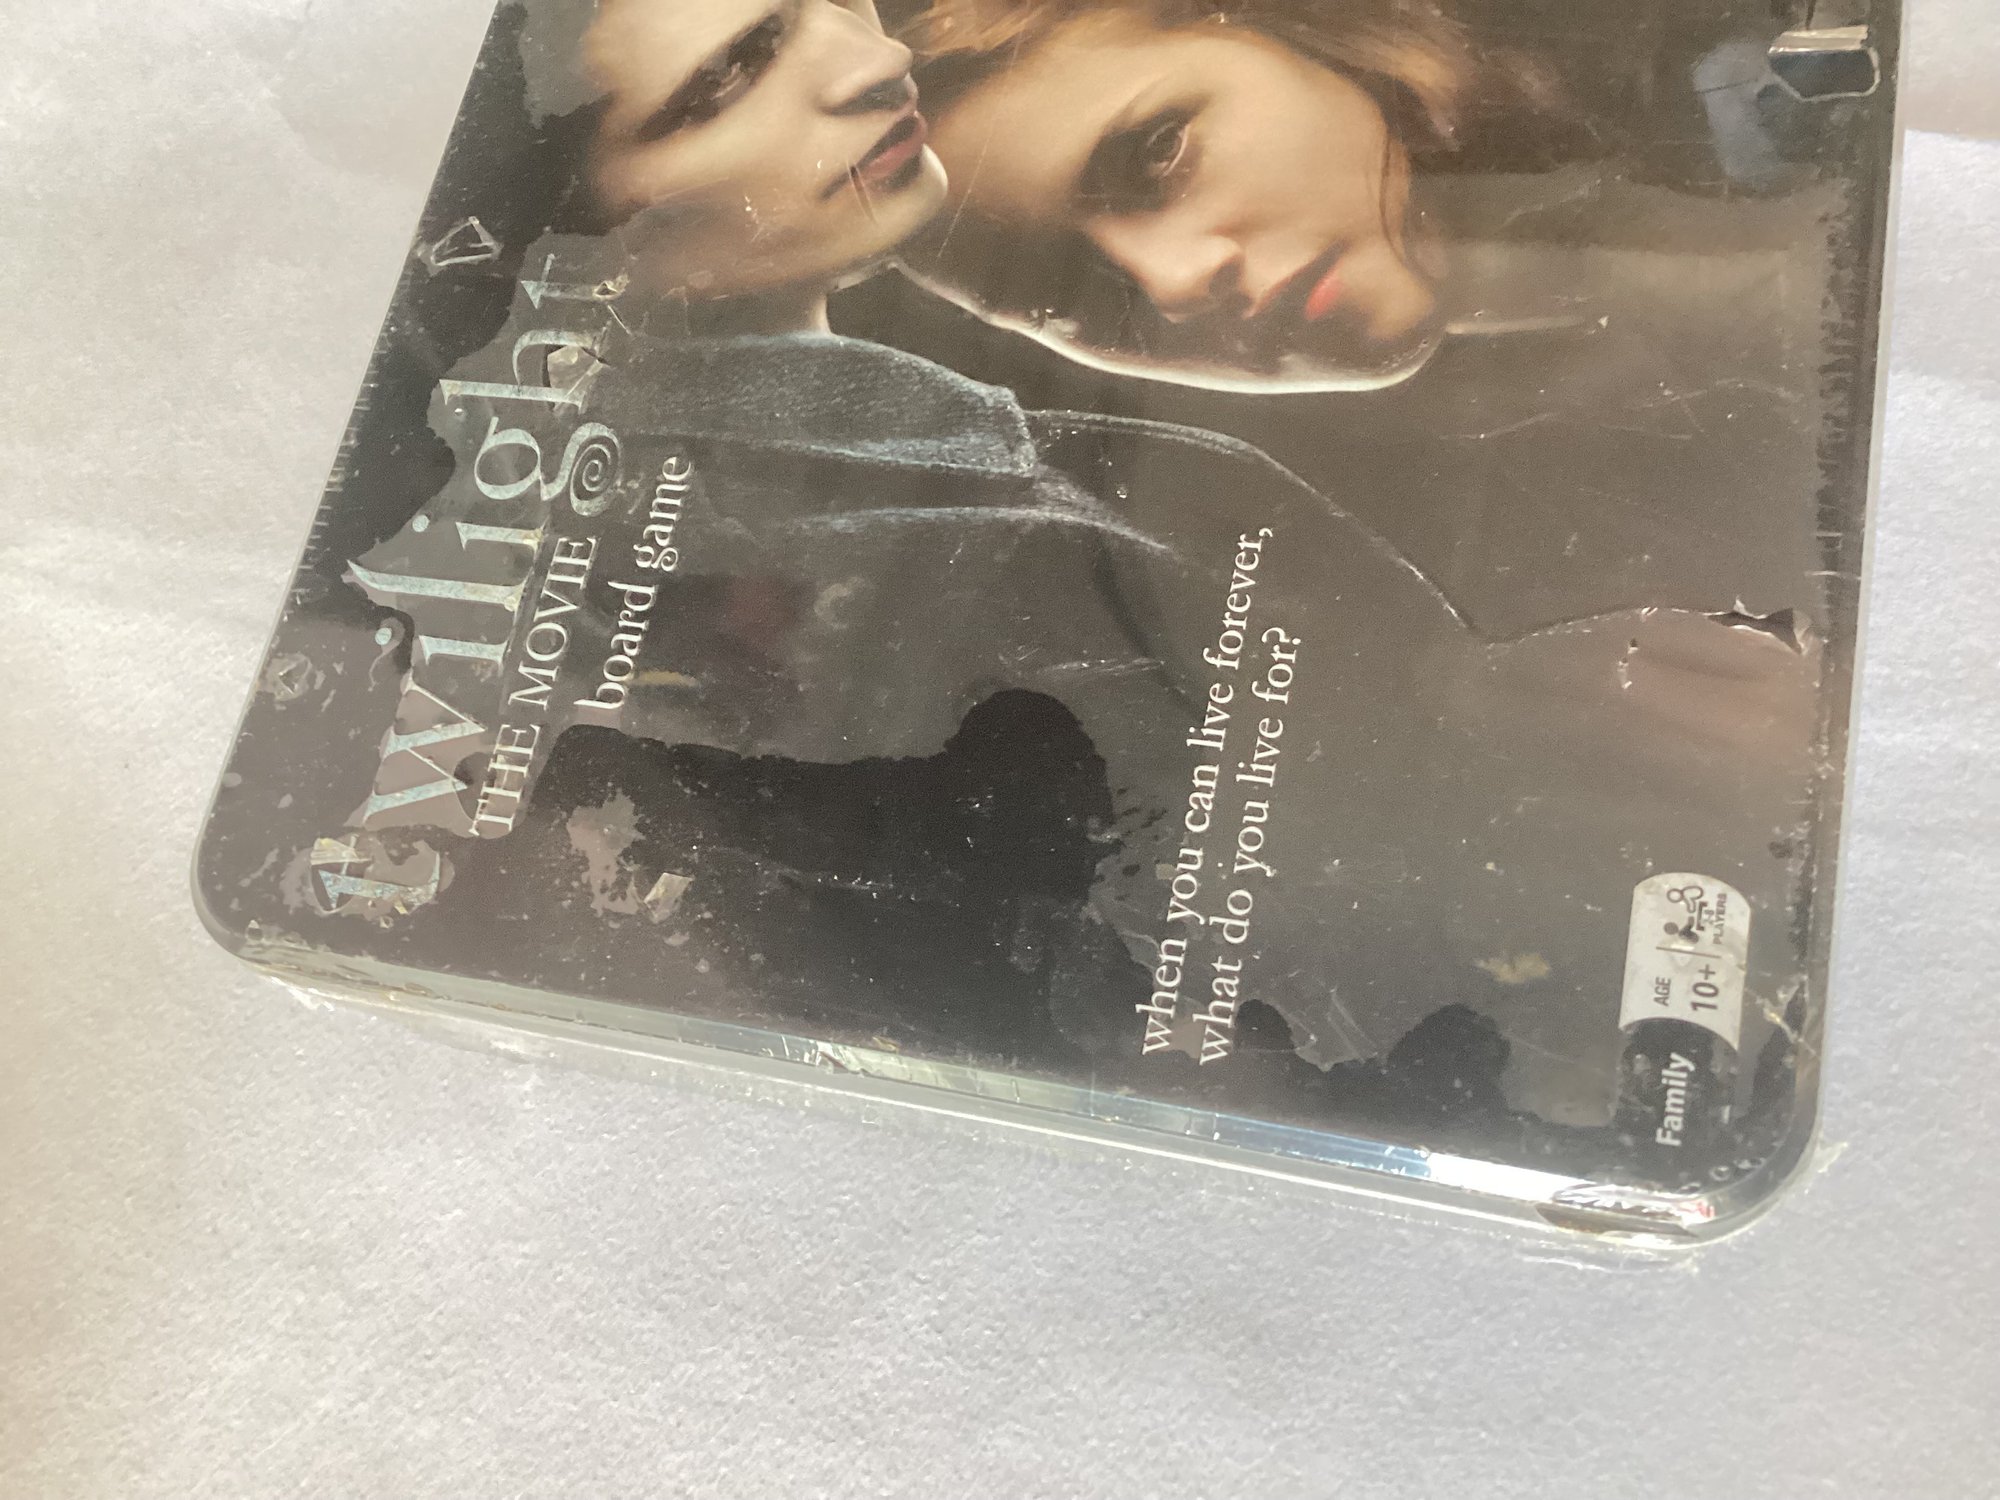 twilight
THE MOVIE
board game
when you can live forever,
what do you live for?
Family
AGE
10+
PLAYERS